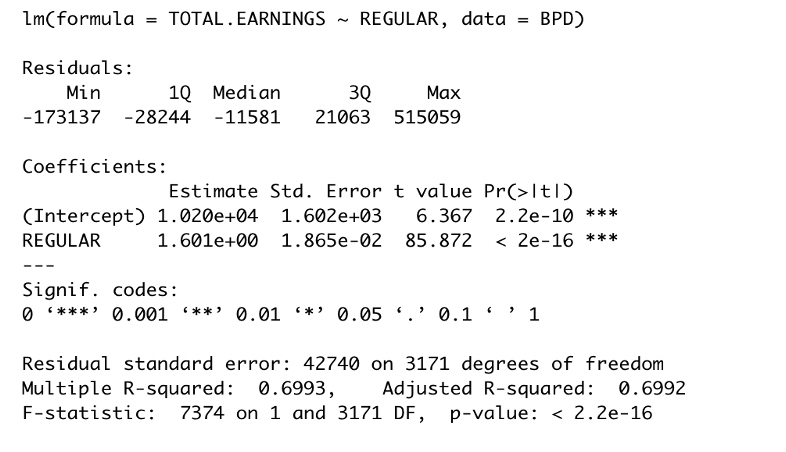 lm(formula = TOTAL.EARNINGS ~ REGULAR, data = BPD)
Residuals:
Min 1Q Median 3Q Max
-173137 -28244 -11581 21063 515059
Coefficients:
Estimate Std. Error t value Pr(>|t|)
(Intercept) 1.020e+04 1.602e+03 6.367 2.2e-10 ***
REGULAR 1.601e+00 1.865e-02 85.872 < 2e-16 ***
---
Signif. codes:
0 ‘***’ 0.001 ‘**’ 0.01 ‘*’ 0.05 ‘.’ 0.1 ‘ ’ 1
Residual standard error: 42740 on 3171 degrees of freedom
Multiple R-squared: 0.6993, Adjusted R-squared: 0.6992
F-statistic: 7374 on 1 and 3171 DF, p-value: < 2.2e-16